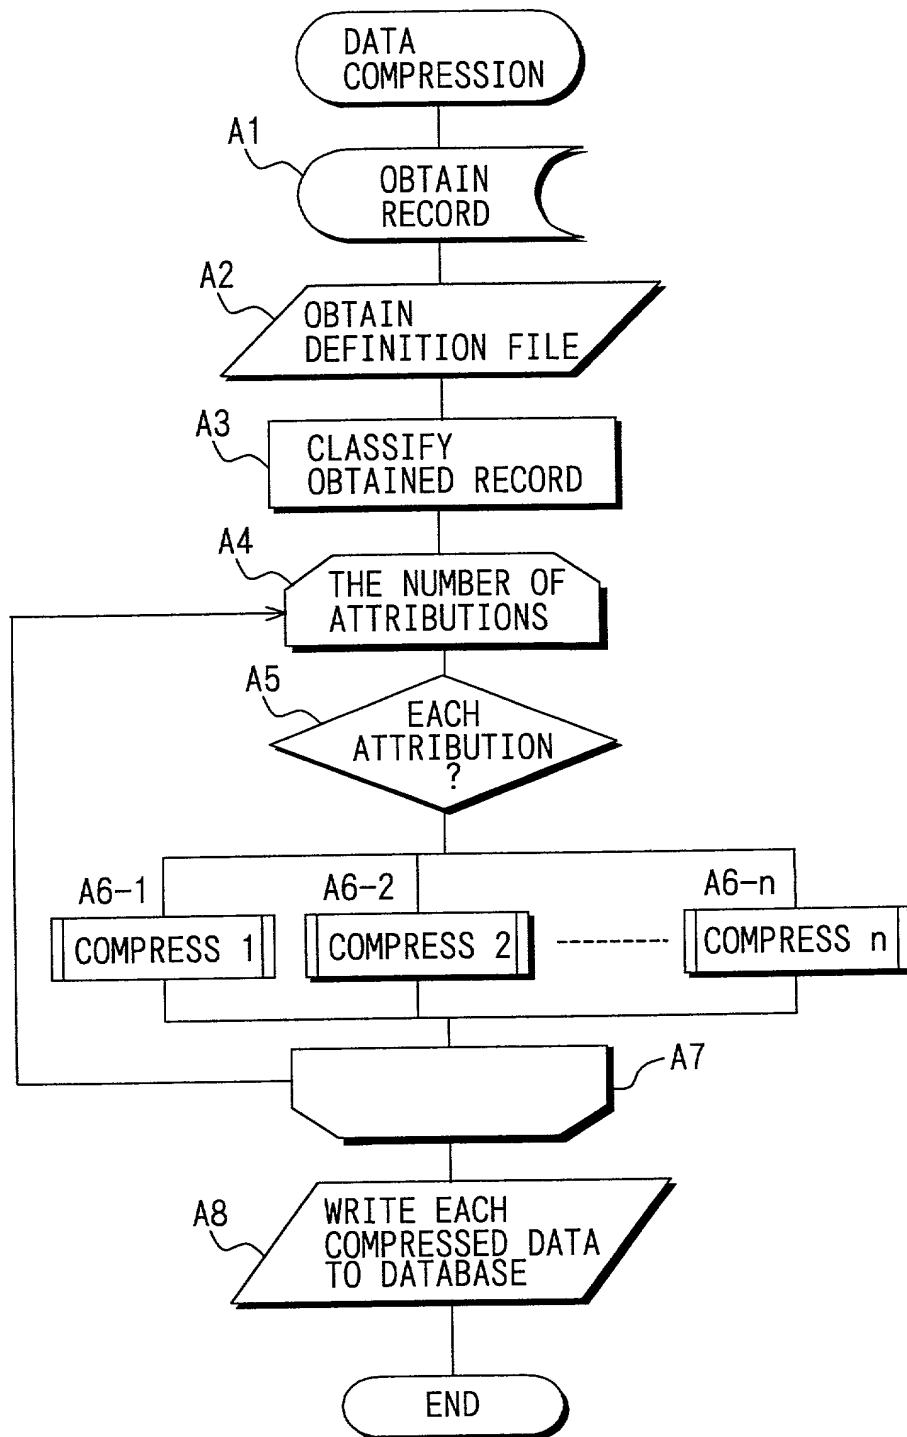 DATA
COMPRESSION
A1
OBTAIN
RECORD
A2
OBTAIN
DEFINITION FILE
A3
CLASSIFY
OBTAINED RECORD
A4
THE NUMBER OF
ATTRIBUTIONS
A5
EACH
ATTRIBUTION
?
A6-1
A6-2
A6-n
COMPRESS 1
COMPRESS 2
COMPRESS n
A7
A8
WRITE EACH
COMPRESSED DATA
TO DATABASE
END